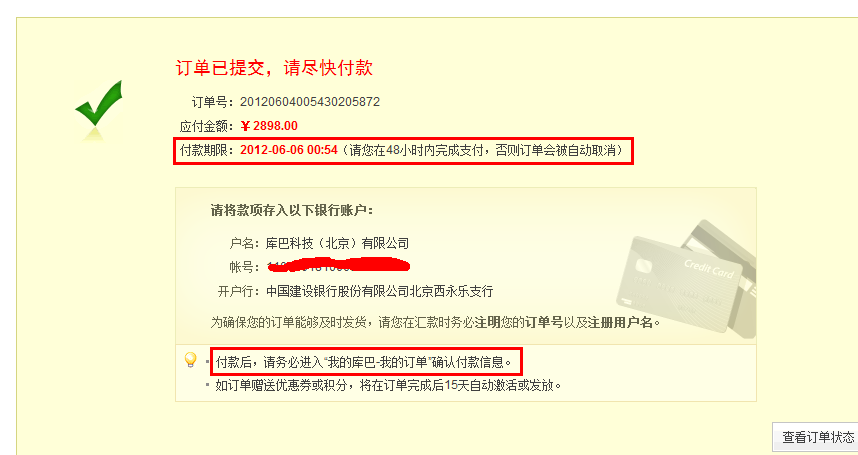 订单已提交，请尽快付款
订单号：20120604005430205872
应付金额：￥2898.00
付款期限：2012-06-06 00:54（请您在48小时内完成支付，否则订单会被自动取消）
请将款项存入以下银行账户：
户名：库巴科技（北京）有限公司
帐号：
开户行：中国建设银行股份有限公司北京西永乐支行
Credit Card
为确保您的订单能够及时发货，请您在汇款时务必注明您的订单号以及注册用户名。
付款后，请务必进入“我的库巴-我的订单”确认付款信息。
如订单赠送优惠券或积分，将在订单完成后15天自动激活或发放。
查看订单状态